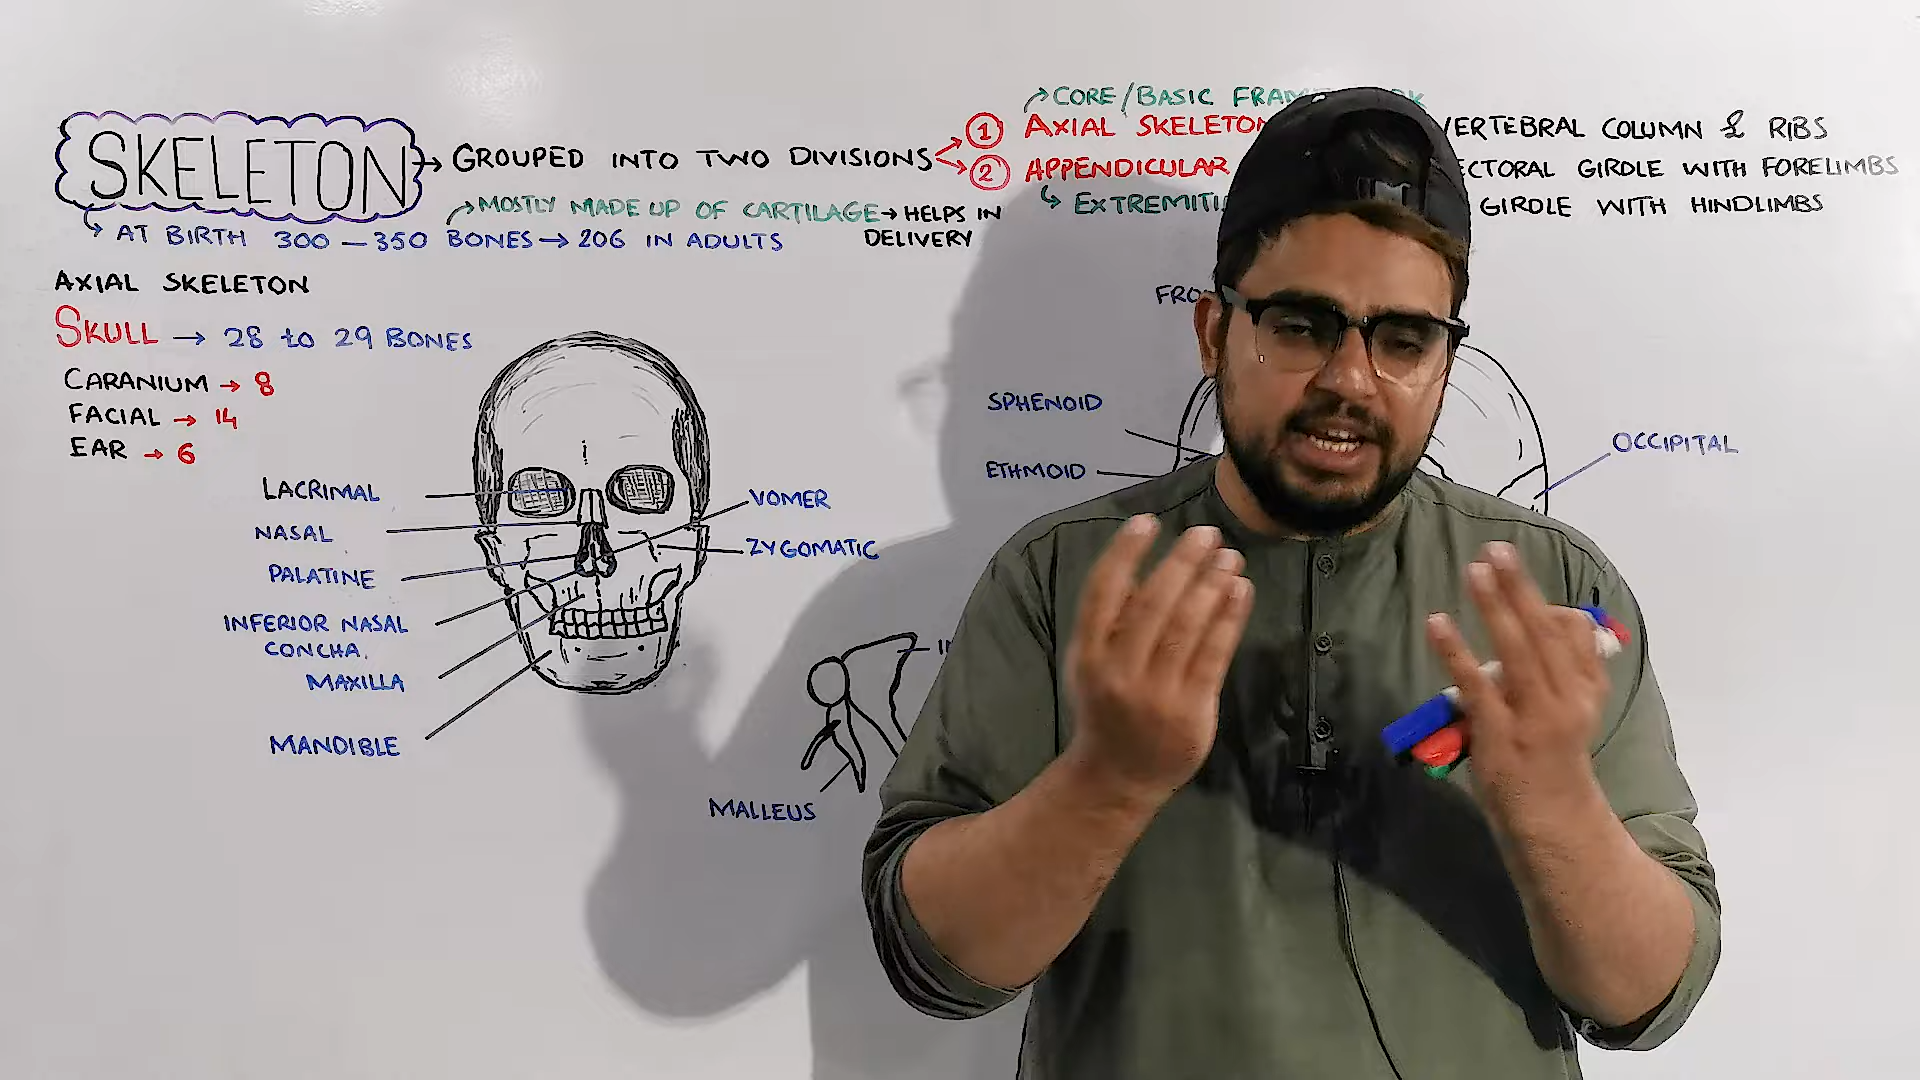 CORE/BASIC
SKELETON → GROUPED INTO TWO DIVISIONS
① AXIAL SKELETON
VERTEBRAL COLUMN & RIBS
② APPENDICULAR
GIRDLE WITH FORELIMBS
GIRDLE WITH HINDLIMBS
MOSTLY MADE UP OF CARTILAGE → HELPS IN
DELIVERY
AT BIRTH 300 — 350 BONES → 206 IN ADULTS
AXIAL SKELETON
SKULL → 28 to 29 BONES
CARANIUM → 8
FACIAL → 14
EAR → 6
LACRIMAL
NASAL
PALATINE
INFERIOR NASAL
CONCHA.
MAXILLA
MANDIBLE
VOMER
ZYGOMATIC
MALLEUS
SPHENOID
ETHMOID
OCCIPITAL